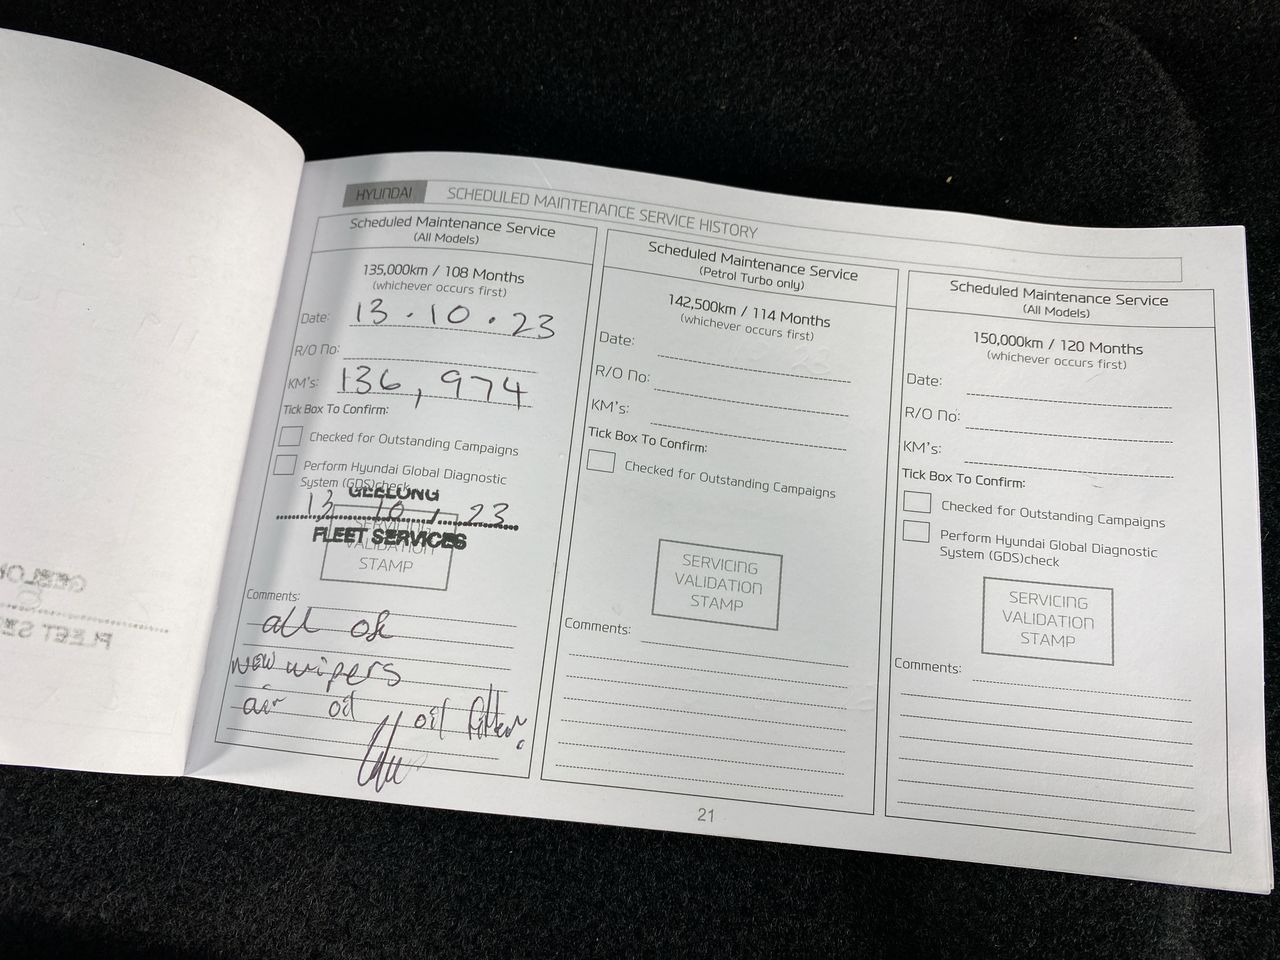 HYUNDAI SCHEDULED MAINTENANCE SERVICE HISTORY
Scheduled Maintenance Service
(All Models)
135,000km / 108 Months
(whichever occurs first)
Date: 13.10.23
R/O No:
KM's: 136,974
Tick Box To Confirm:
Checked for Outstanding Campaigns
Perform Hyundai Global Diagnostic
System (GDS)check
GEELONG
13 10 , 23
FLEET SERVICES
SERVICING
VALIDATION
STAMP
Comments:
all ok
new wipers
air oil oil filter.
Scheduled Maintenance Service
(Petrol Turbo only)
142,500km / 114 Months
(whichever occurs first)
Date:
R/O No:
KM's:
Tick Box To Confirm:
Checked for Outstanding Campaigns
SERVICING
VALIDATION
STAMP
Comments:
Scheduled Maintenance Service
(All Models)
150,000km / 120 Months
(whichever occurs first)
Date:
R/O No:
KM's:
Tick Box To Confirm:
Checked for Outstanding Campaigns
Perform Hyundai Global Diagnostic
System (GDS)check
SERVICING
VALIDATION
STAMP
Comments:
21